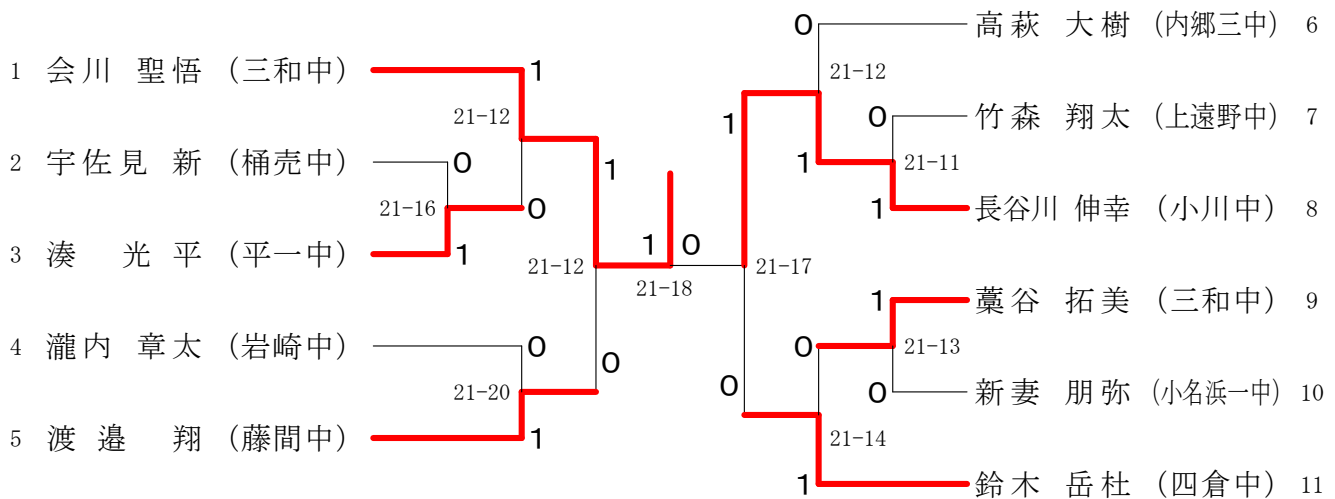 1 会川 聖悟 (三和中) 1
21-12
2 宇佐見 新 (桶売中) 0
21-16 0
3 湊 光平 (平一中) 1
1
21-12
4 瀧内 章太 (岩崎中) 0
21-20 0
5 渡邉 翔 (藤間中) 1
1 0
21-18
0 高萩 大樹 (内郷三中) 6
21-12
0 竹森 翔太 (上遠野中) 7
1 1 21-11
1 長谷川 伸幸 (小川中) 8
21-17
1 藁谷 拓美 (三和中) 9
0 21-13
0 0 新妻 朋弥 (小名浜一中) 10
21-14
1 鈴木 岳杜 (四倉中) 11